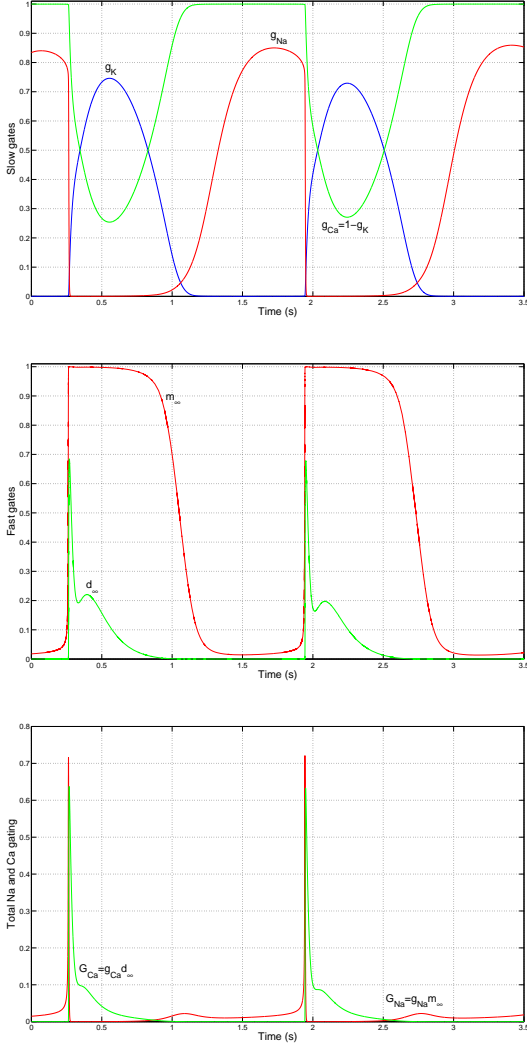 1
0.9
0.8
0.7
0.6
0.5
0.4
0.3
0.2
0.1
0
Slow gates
g_K
g_Na
g_Ca=1−g_K
0 0.5 1 1.5 2 2.5 3 3.5
Time (s)
1
0.9
0.8
0.7
0.6
0.5
0.4
0.3
0.2
0.1
0
Fast gates
m_∞
d_∞
0 0.5 1 1.5 2 2.5 3 3.5
Time (s)
0.8
0.7
0.6
0.5
0.4
0.3
0.2
0.1
0
Total Na and Ca gating
G_Ca=g_Ca d_∞
G_Na=g_Na m_∞
0 0.5 1 1.5 2 2.5 3 3.5
Time (s)